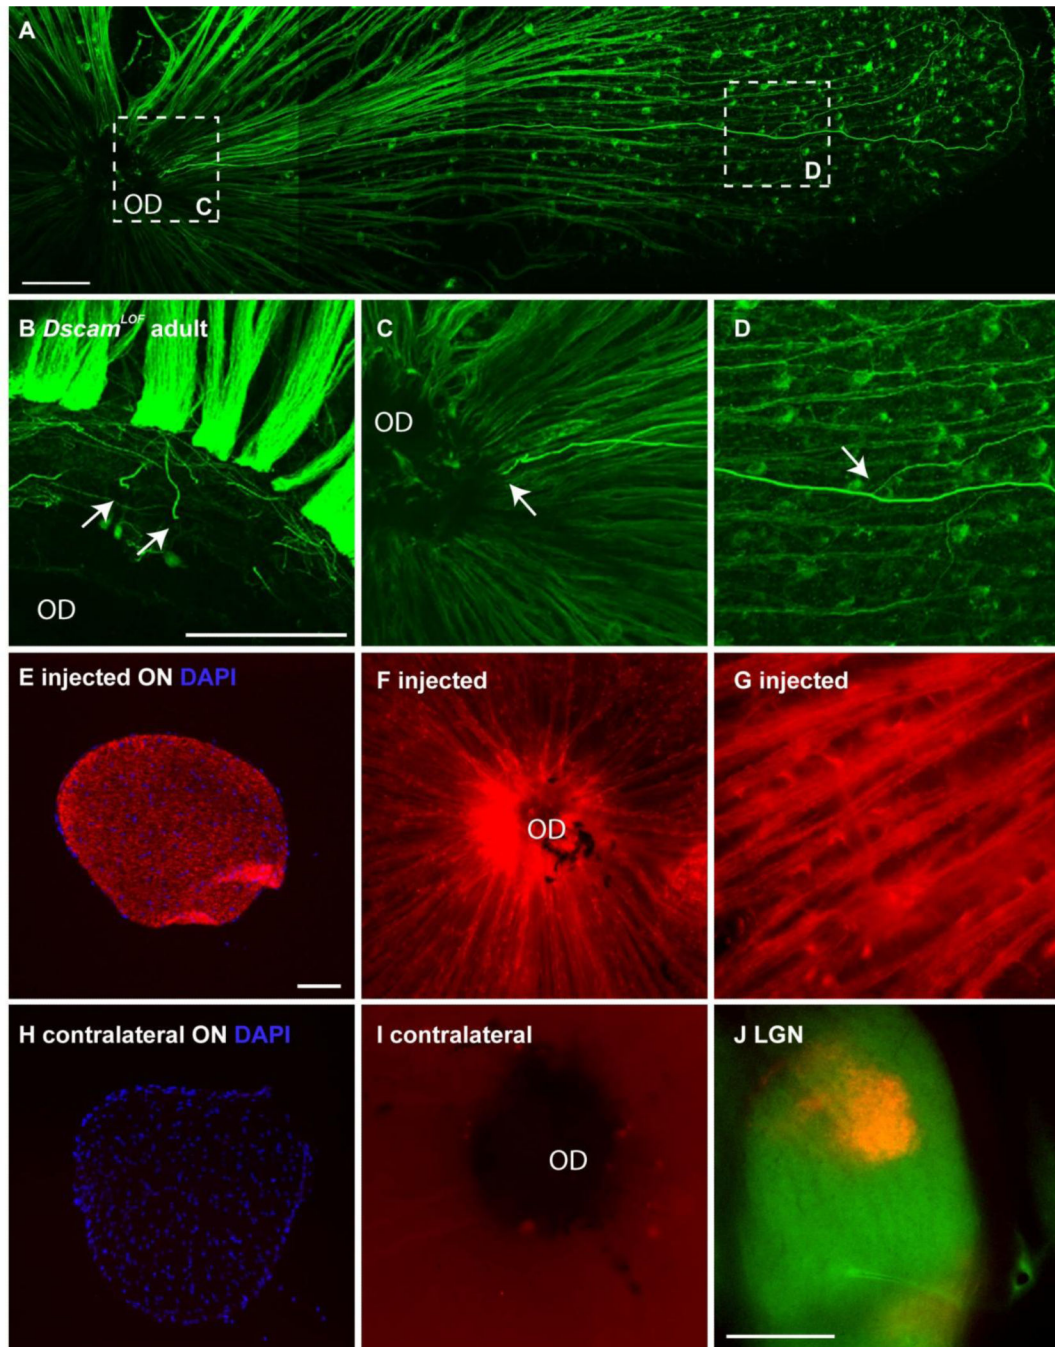 A
OD
C
D
B Dscam^LOF adult
OD
C
OD
D
E injected ON DAPI
F injected
OD
G injected
H contralateral ON DAPI
I contralateral
OD
J LGN